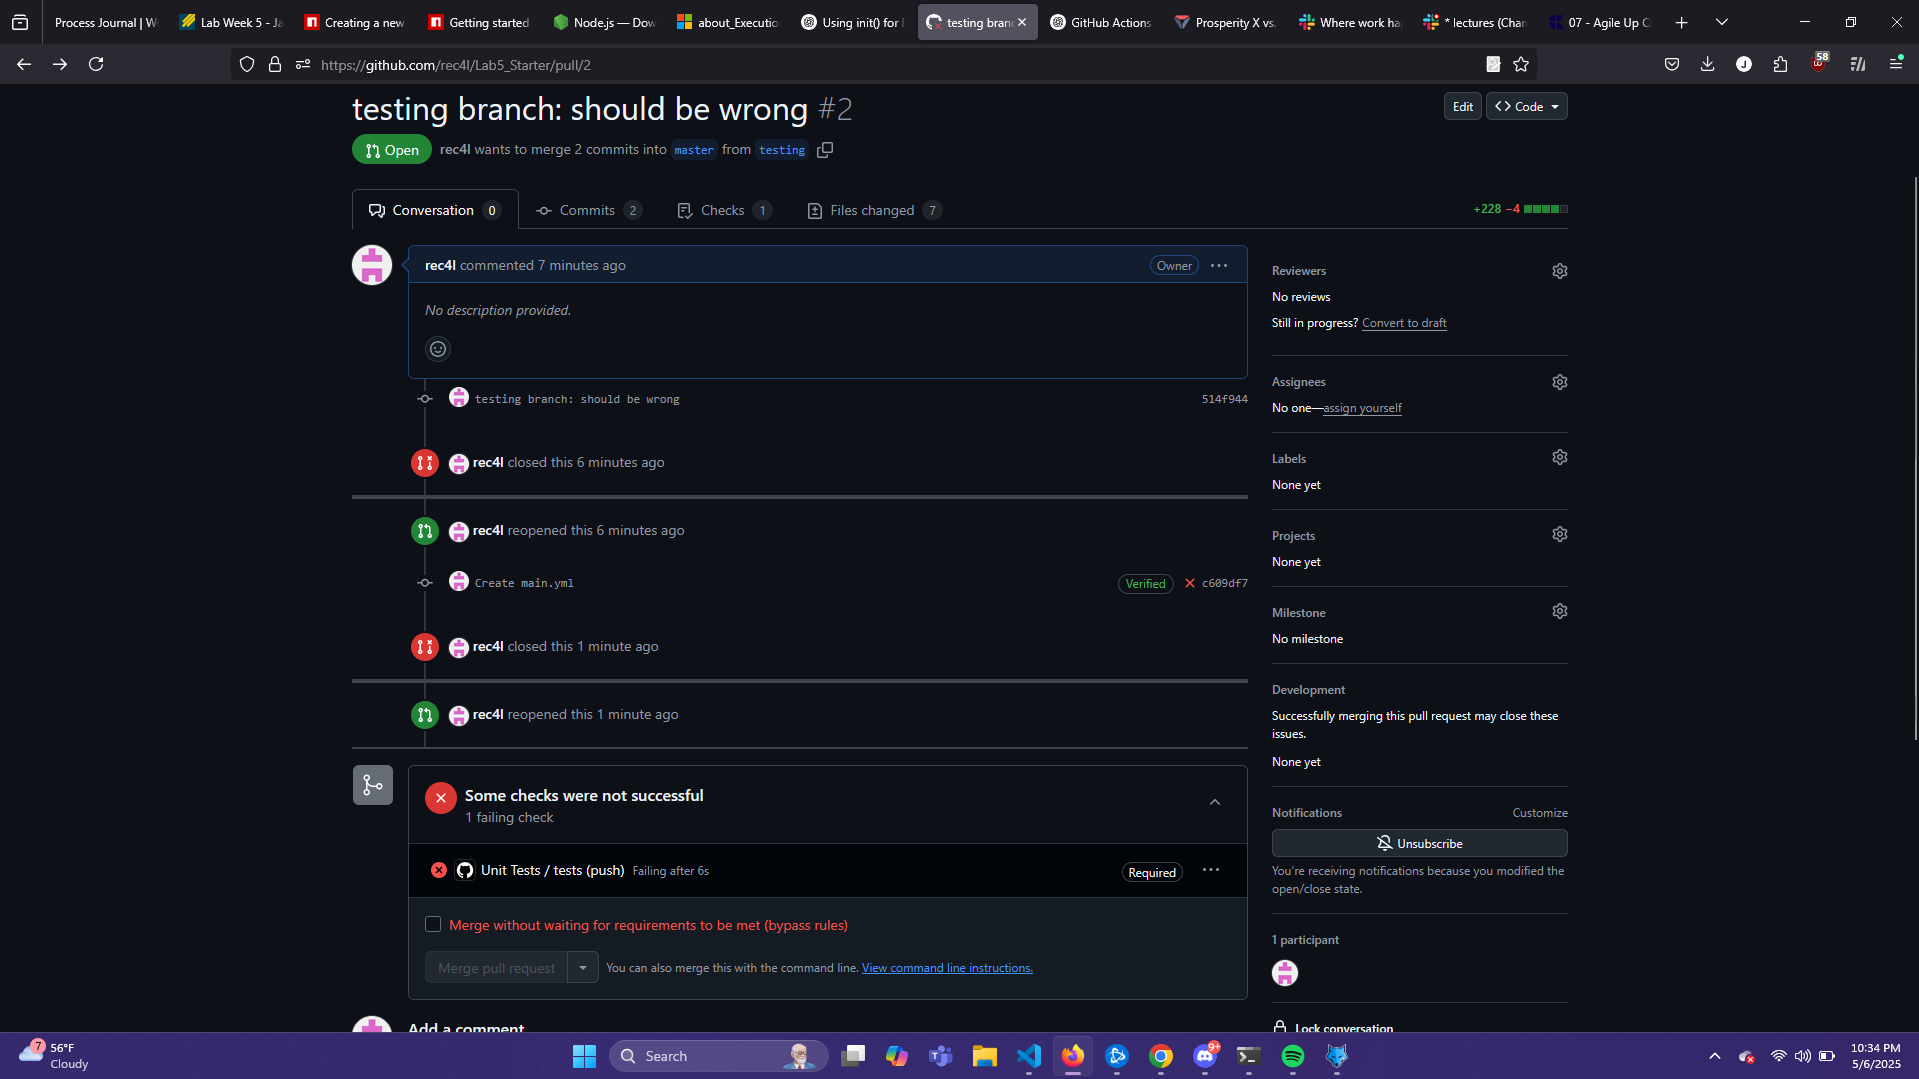 Process Journal | W
Lab Week 5 - Ja
Creating a new
Getting started
Node.js — Dow
about_Executio
Using init() for D
testing bran
GitHub Actions
Prosperity X vs.
Where work ha
* lectures (Chan
07 - Agile Up C
https://github.com/rec4l/Lab5_Starter/pull/2
58
testing branch: should be wrong #2
Edit
Code
Open
rec4l wants to merge 2 commits into master from testing
Conversation 0
Commits 2
Checks 1
Files changed 7
+228 −4
rec4l commented 7 minutes ago
Owner
No description provided.
testing branch: should be wrong
514f944
rec4l closed this 6 minutes ago
rec4l reopened this 6 minutes ago
Create main.yml
Verified
c609df7
rec4l closed this 1 minute ago
rec4l reopened this 1 minute ago
Some checks were not successful
1 failing check
Unit Tests / tests (push) Failing after 6s
Required
Merge without waiting for requirements to be met (bypass rules)
Merge pull request
You can also merge this with the command line. View command line instructions.
Add a comment
Reviewers
No reviews
Still in progress? Convert to draft
Assignees
No one—assign yourself
Labels
None yet
Projects
None yet
Milestone
No milestone
Development
Successfully merging this pull request may close these
issues.
None yet
Notifications
Customize
Unsubscribe
You're receiving notifications because you modified the
open/close state.
1 participant
Lock conversation
7
56°F
Cloudy
Search
9+
10:34 PM
5/6/2025